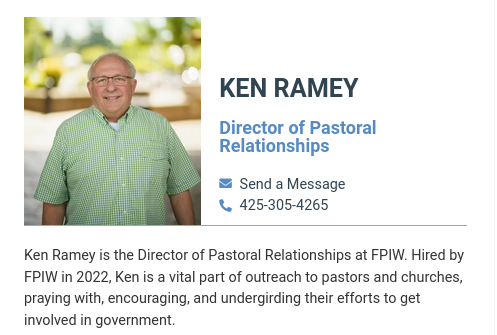 KEN RAMEY
Director of Pastoral
Relationships
Send a Message
425-305-4265
Ken Ramey is the Director of Pastoral Relationships at FPIW. Hired by
FPIW in 2022, Ken is a vital part of outreach to pastors and churches,
praying with, encouraging, and undergirding their efforts to get
involved in government.